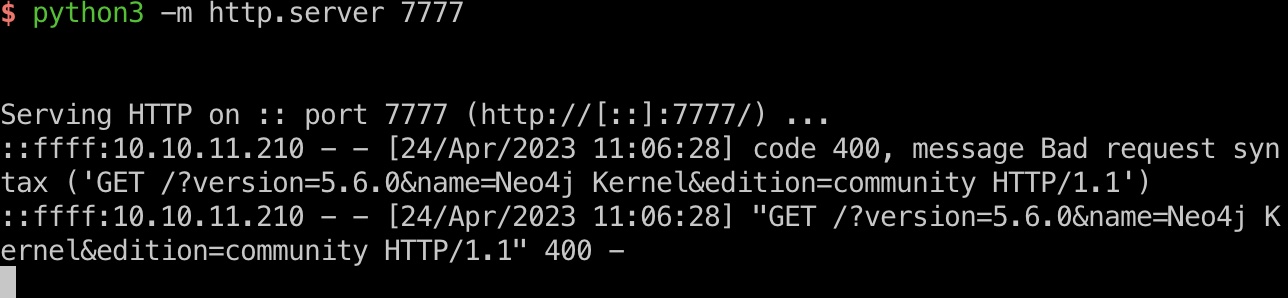 $ python3 -m http.server 7777
Serving HTTP on :: port 7777 (http://[::]:7777/) ...
::ffff:10.10.11.210 - - [24/Apr/2023 11:06:28] code 400, message Bad request syn
tax ('GET /?version=5.6.0&name=Neo4j Kernel&edition=community HTTP/1.1')
::ffff:10.10.11.210 - - [24/Apr/2023 11:06:28] "GET /?version=5.6.0&name=Neo4j K
ernel&edition=community HTTP/1.1" 400 -